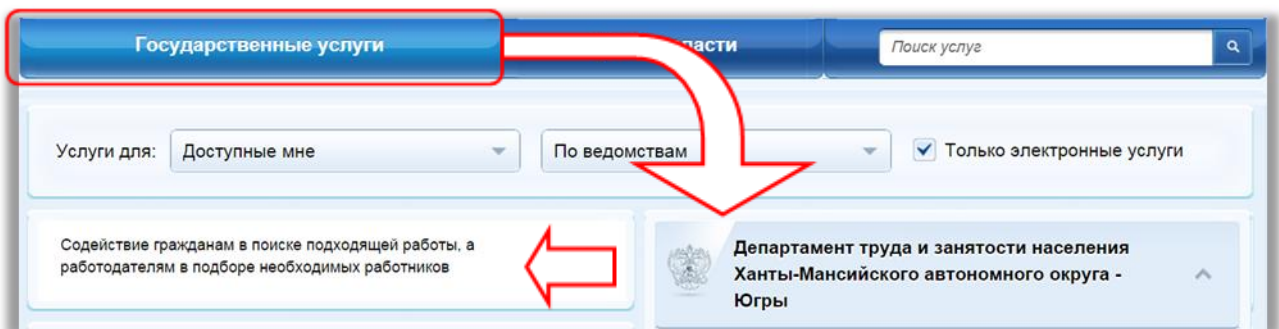 Государственные услуги
Поиск услуг
Услуги для: Доступные мне По ведомствам Только электронные услуги
Содействие гражданам в поиске подходящей работы, а
работодателям в подборе необходимых работников
Департамент труда и занятости населения
Ханты-Мансийского автономного округа -
Югры